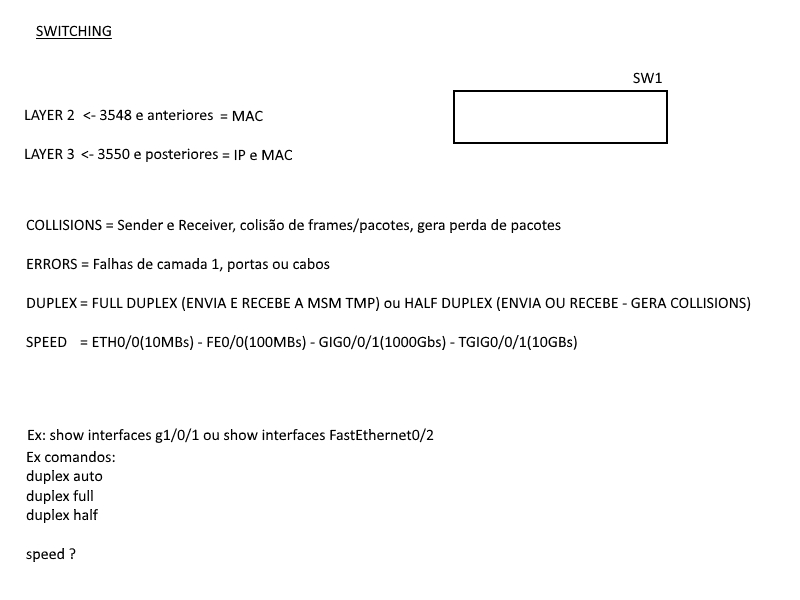 SWITCHING
SW1
LAYER 2 <- 3548 e anteriores = MAC
LAYER 3 <- 3550 e posteriores = IP e MAC
COLLISIONS = Sender e Receiver, colisão de frames/pacotes, gera perda de pacotes
ERRORS = Falhas de camada 1, portas ou cabos
DUPLEX = FULL DUPLEX (ENVIA E RECEBE A MSM TMP) ou HALF DUPLEX (ENVIA OU RECEBE - GERA COLLISIONS)
SPEED = ETH0/0(10MBs) - FE0/0(100MBs) - GIG0/0/1(1000Gbs) - TGIG0/0/1(10GBs)
Ex: show interfaces g1/0/1 ou show interfaces FastEthernet0/2
Ex comandos:
duplex auto
duplex full
duplex half
speed ?